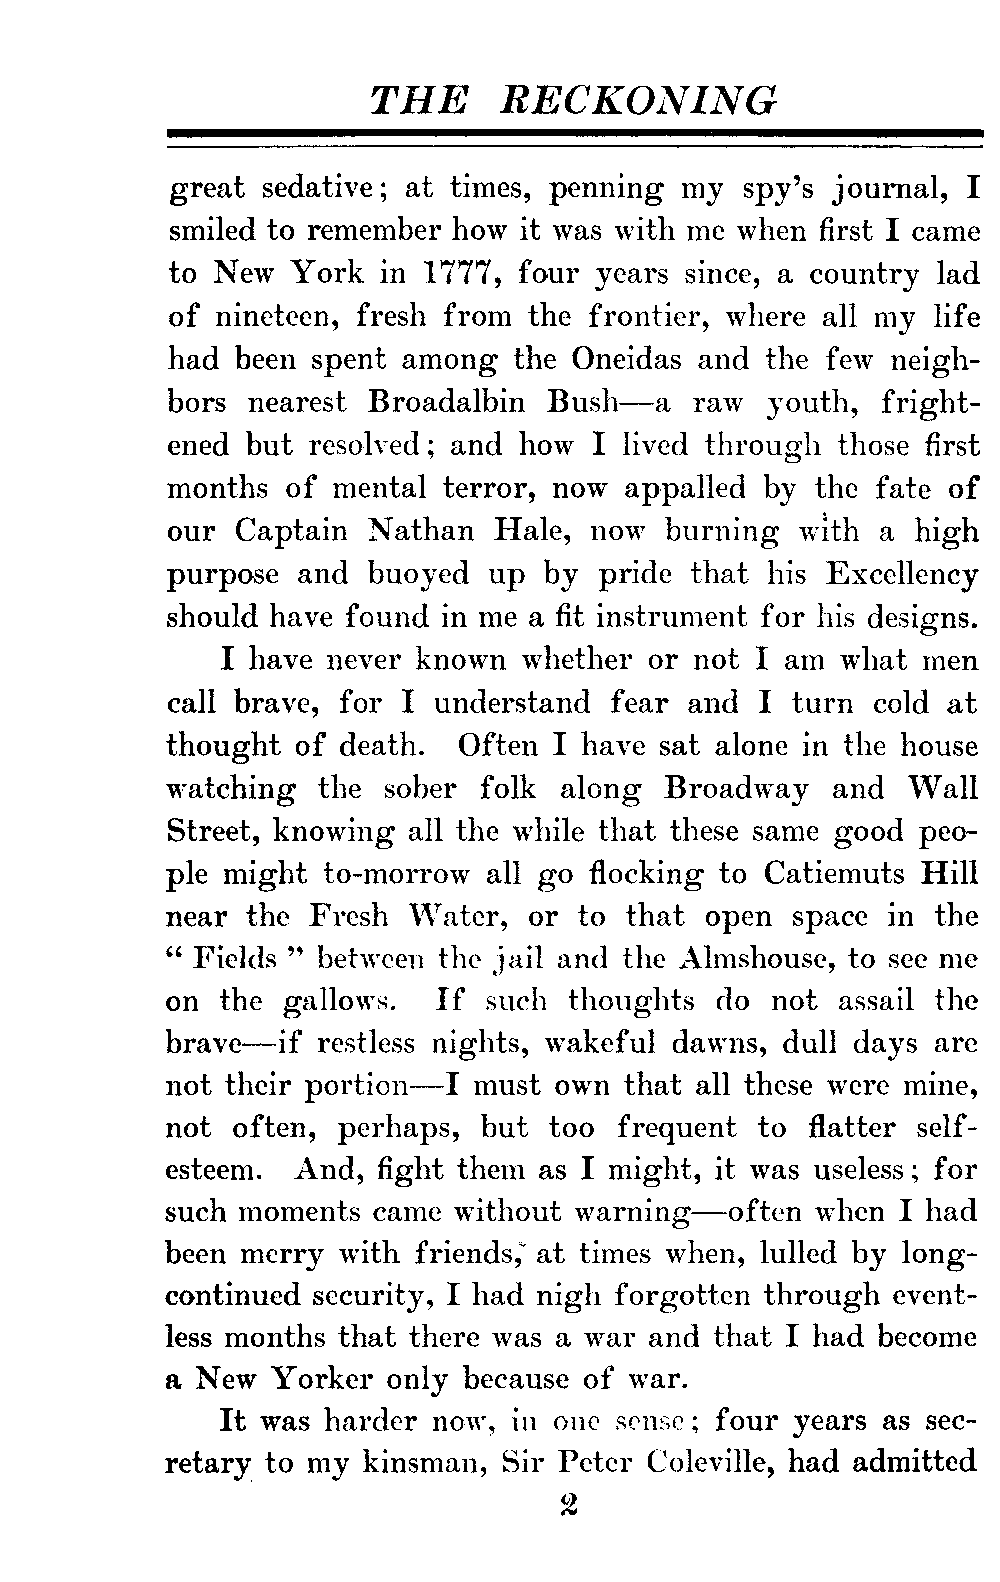 THE RECKONING
great sedative; at times, penning my spy's journal, I
smiled to remember how it was with me when first I came
to New York in 1777, four years since, a country lad
of nineteen, fresh from the frontier, where all my life
had been spent among the Oneidas and the few neigh-
bors nearest Broadalbin Bush—a raw youth, fright-
ened but resolved; and how I lived through those first
months of mental terror, now appalled by the fate of
our Captain Nathan Hale, now burning with a high
purpose and buoyed up by pride that his Excellency
should have found in me a fit instrument for his designs.
I have never known whether or not I am what men
call brave, for I understand fear and I turn cold at
thought of death. Often I have sat alone in the house
watching the sober folk along Broadway and Wall
Street, knowing all the while that these same good peo-
ple might to-morrow all go flocking to Catiemuts Hill
near the Fresh Water, or to that open space in the
“ Fields ” between the jail and the Almshouse, to see me
on the gallows. If such thoughts do not assail the
brave—if restless nights, wakeful dawns, dull days are
not their portion—I must own that all these were mine,
not often, perhaps, but too frequent to flatter self-
esteem. And, fight them as I might, it was useless; for
such moments came without warning—often when I had
been merry with friends, at times when, lulled by long-
continued security, I had nigh forgotten through event-
less months that there was a war and that I had become
a New Yorker only because of war.
It was harder now, in one sense; four years as sec-
retary to my kinsman, Sir Peter Coleville, had admitted
2